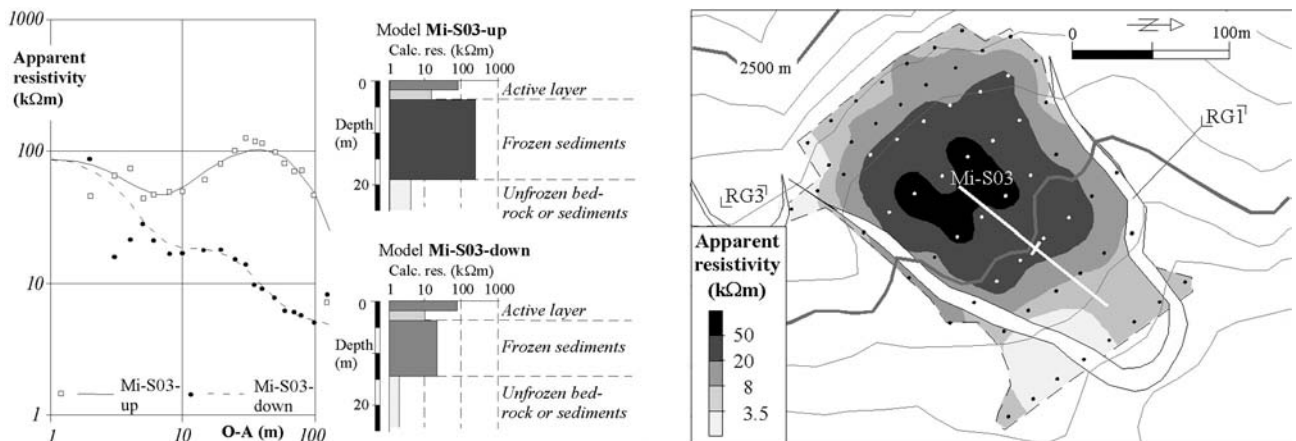 1000
Apparent
resistivity
(kΩm)
100
10
1
1
10
100
O-A (m)
Mi-S03-
up
Mi-S03-
down
Model Mi-S03-up
Calc. res. (kΩm)
1 10 100 1000
0
Depth
(m)
20
Active layer
Frozen sediments
Unfrozen bed-
rock or sediments
Model Mi-S03-down
Calc. res. (kΩm)
1 10 100 1000
0
Depth
(m)
20
Active layer
Frozen sediments
Unfrozen bed-
rock or sediments
2500 m
N
0 100m
RG1
Mi-S03
RG3
Apparent
resistivity
(kΩm)
50
20
8
3.5